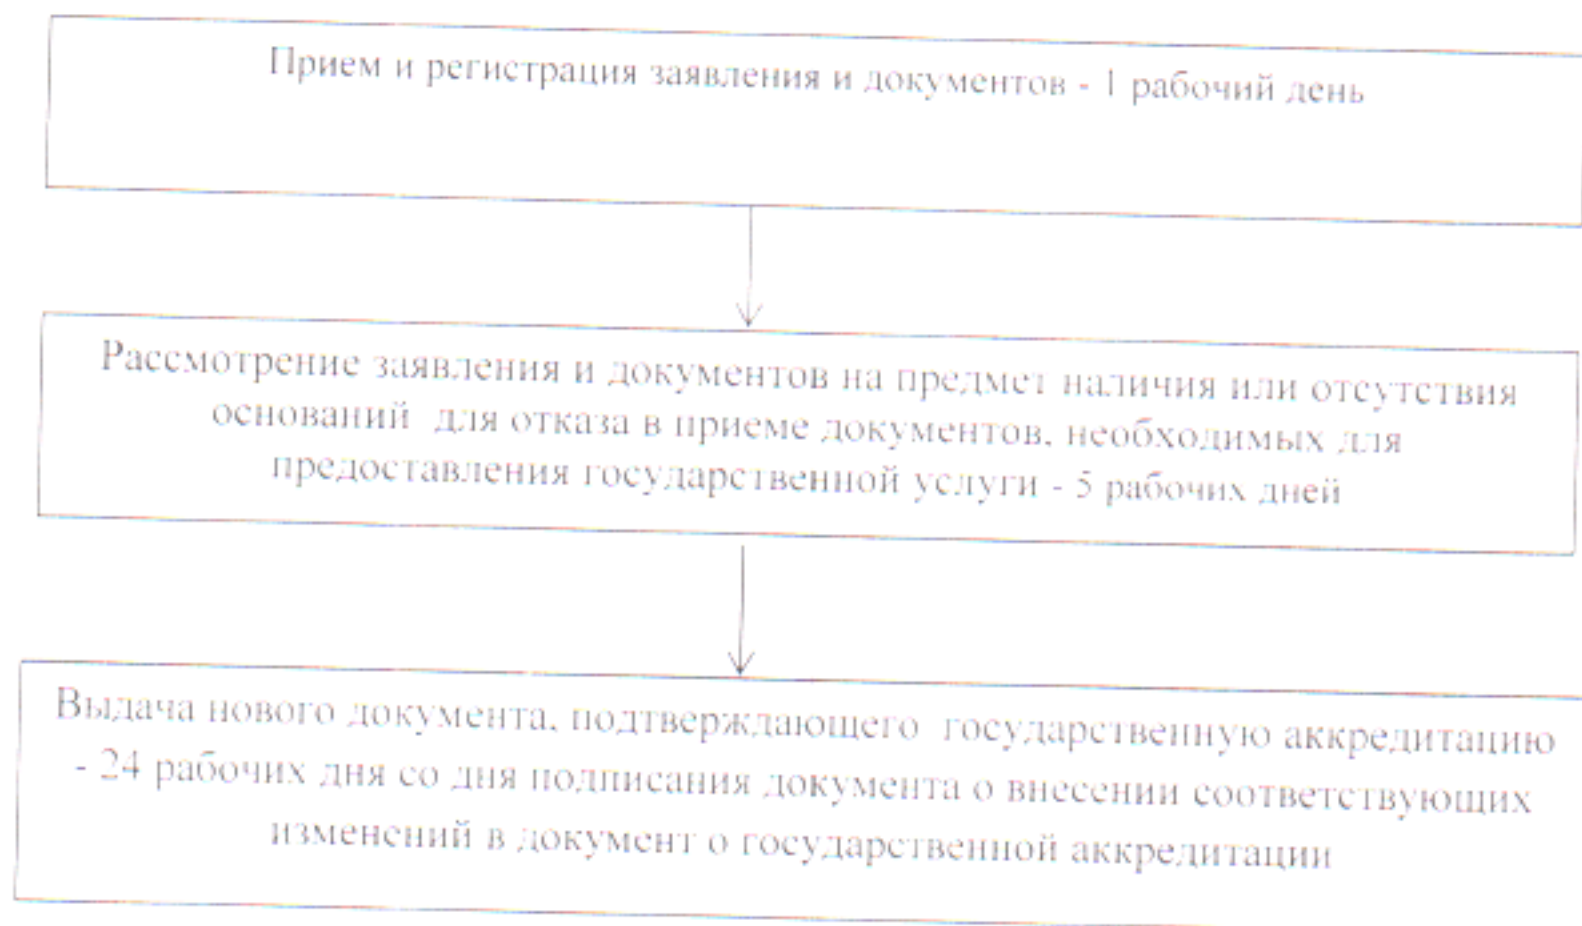 Прием и регистрация заявления и документов - 1 рабочий день
Рассмотрение заявления и документов на предмет наличия или отсутствия
оснований для отказа в приеме документов, необходимых для
предоставления государственной услуги - 5 рабочих дней
Выдача нового документа, подтверждающего государственную аккредитацию
- 24 рабочих дня со дня подписания документа о внесении соответствующих
изменений в документ о государственной аккредитации